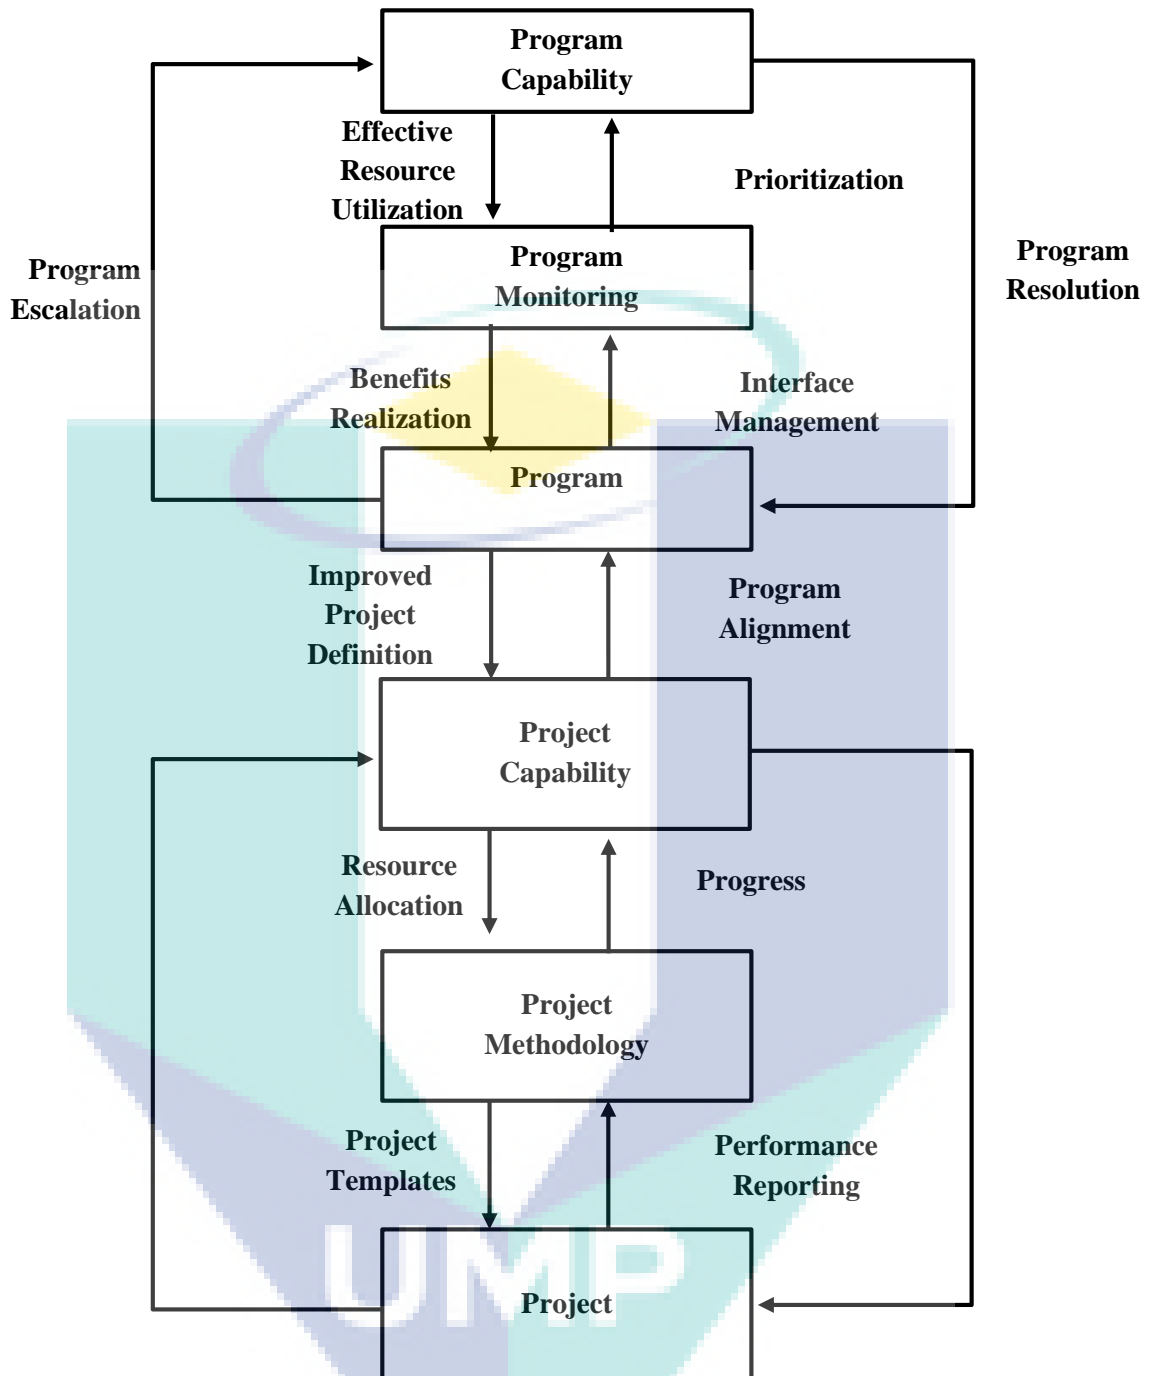 Program
Capability
Effective
Resource
Utilization
Prioritization
Program
Monitoring
Program
Escalation
Program
Resolution
Benefits
Realization
Interface
Management
Program
Improved
Project
Definition
Program
Alignment
Project
Capability
Resource
Allocation
Progress
Project
Methodology
Project
Templates
Performance
Reporting
UMP
Project